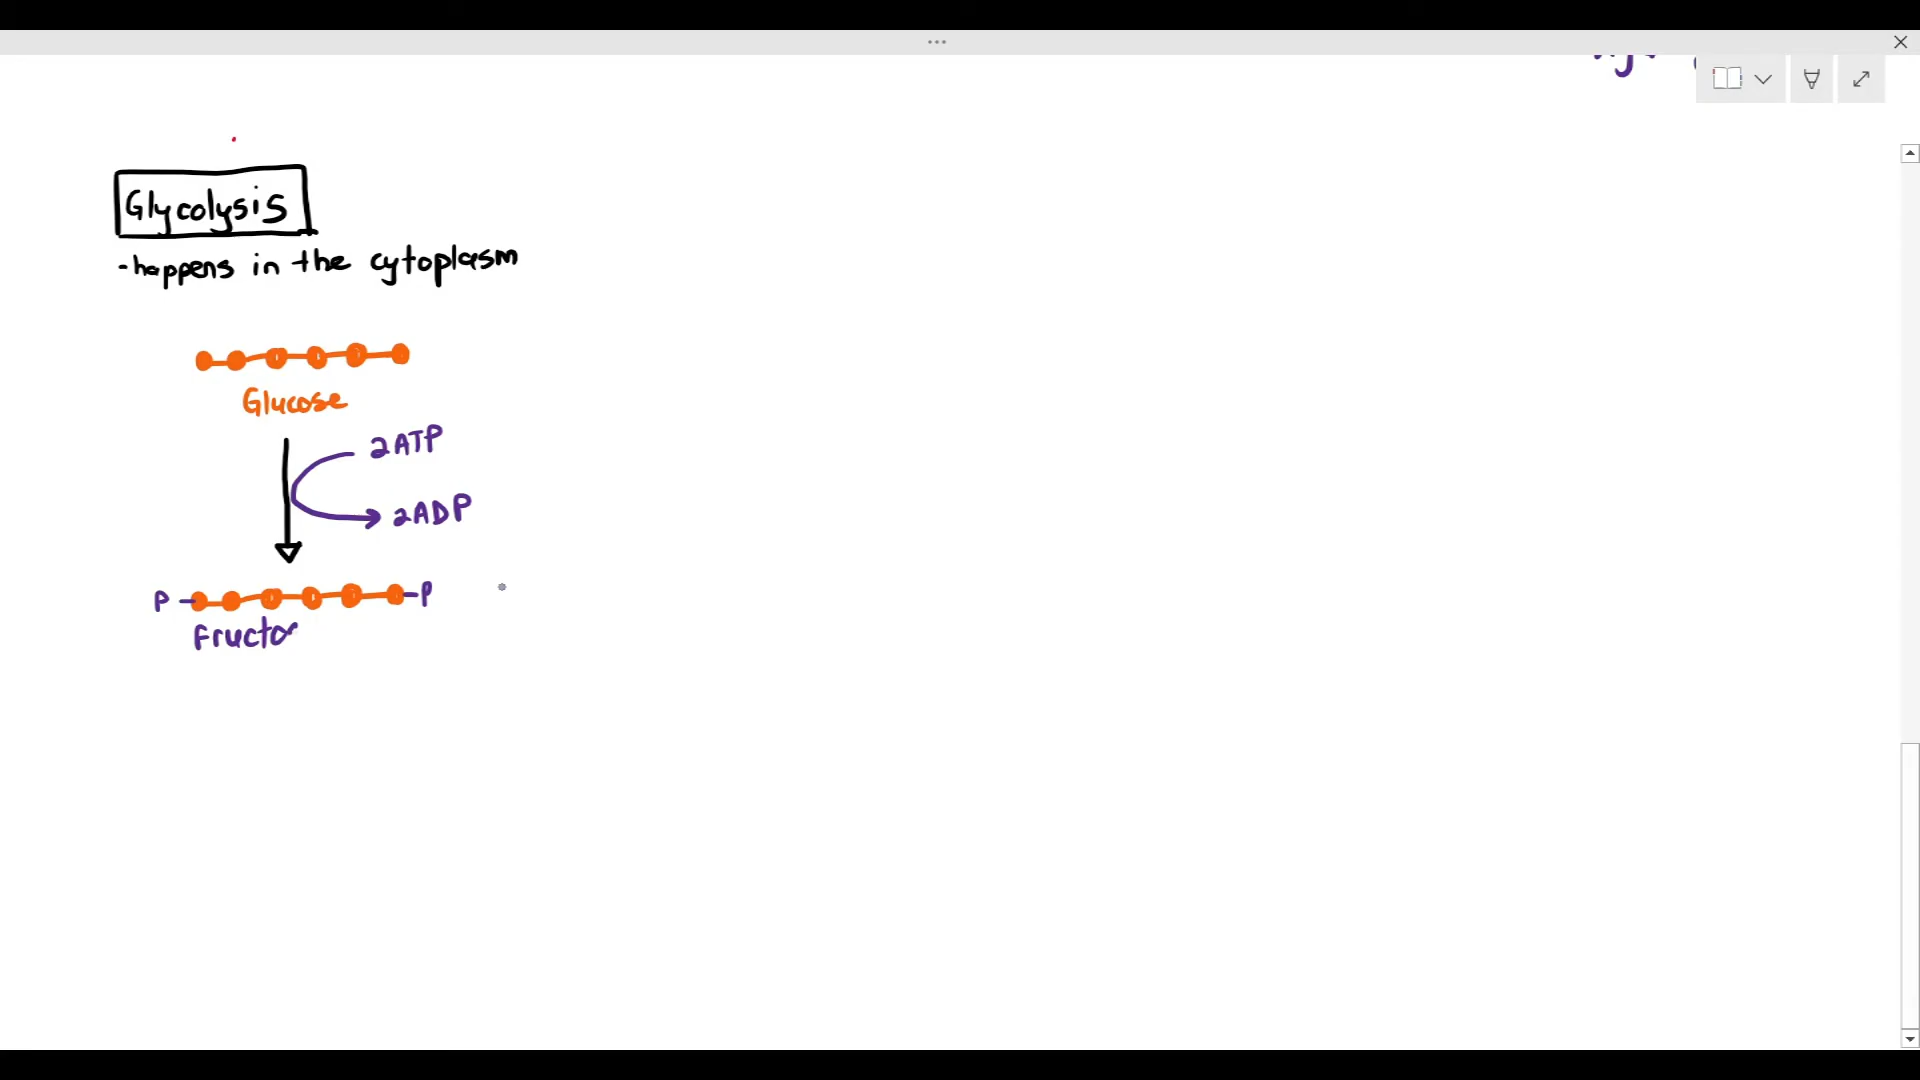 Glycolysis
-happens in the cytoplasm
Glucose
2ATP
2ADP
P
P
Fructo